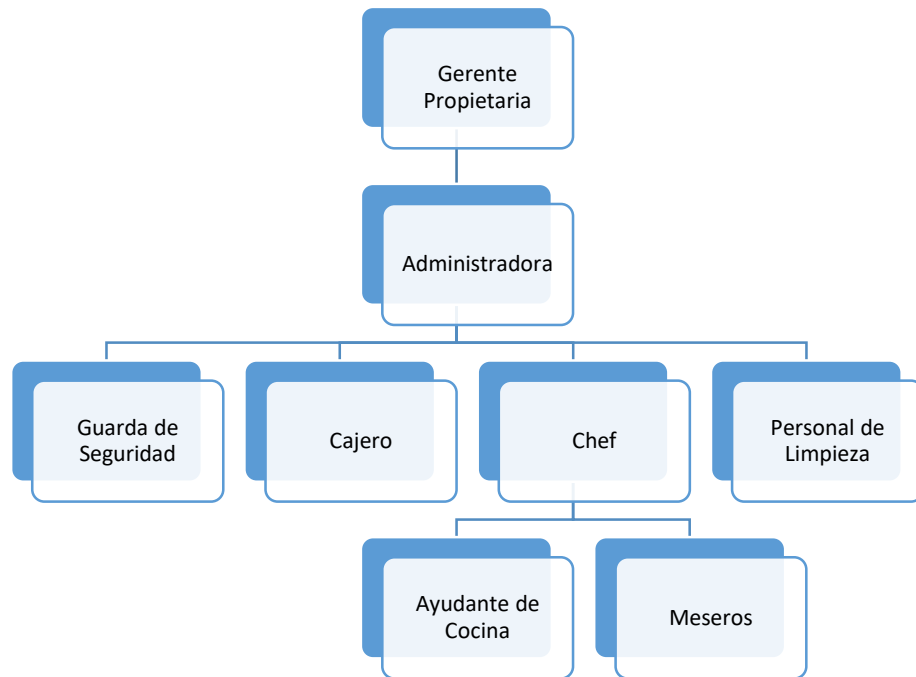 Gerente
Propietaria
Administradora
Guarda de
Seguridad
Cajero
Chef
Personal de
Limpieza
Ayudante de
Cocina
Meseros